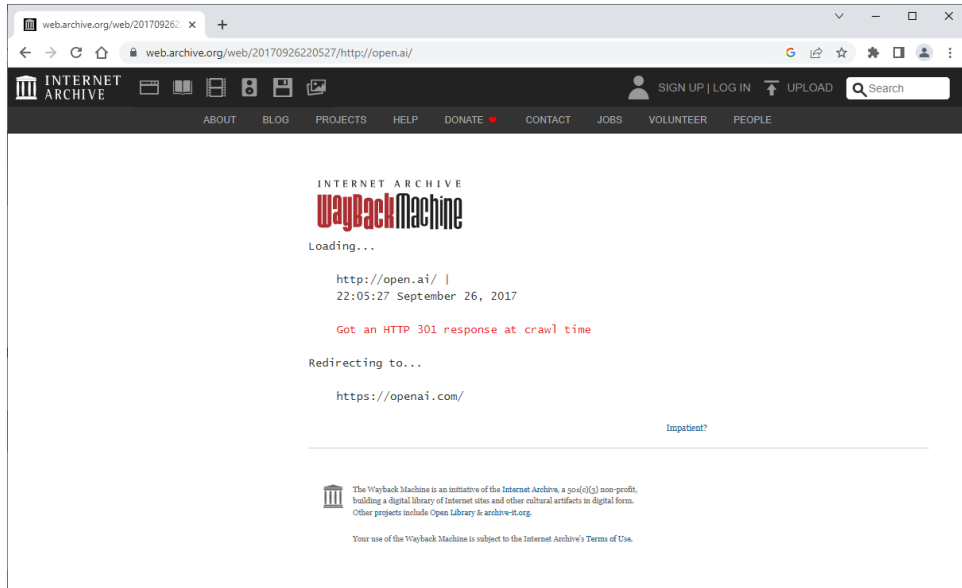 web.archive.org/web/201709262
web.archive.org/web/20170926220527/http://open.ai/
INTERNET ARCHIVE
SIGN UP | LOG IN
UPLOAD
Search
ABOUT BLOG PROJECTS HELP DONATE CONTACT JOBS VOLUNTEER PEOPLE
INTERNET ARCHIVE
WayBackMachine
Loading...
http://open.ai/ |
22:05:27 September 26, 2017
Got an HTTP 301 response at crawl time
Redirecting to...
https://openai.com/
Impatient?
The Wayback Machine is an initiative of the Internet Archive, a 501(c)(3) non-profit,
building a digital library of Internet sites and other cultural artifacts in digital form.
Other projects include Open Library & archive-it.org.
Your use of the Wayback Machine is subject to the Internet Archive's Terms of Use.